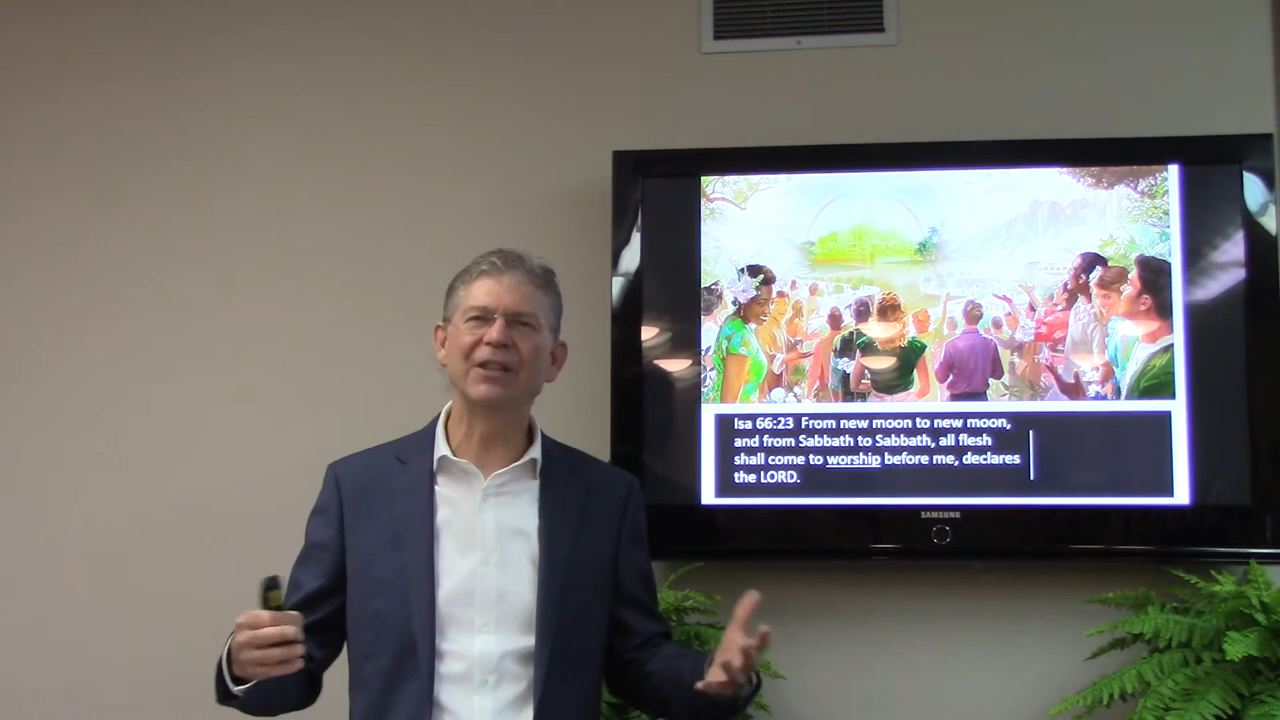 Isa 66:23 From new moon to new moon,
and from Sabbath to Sabbath, all flesh
shall come to worship before me, declares
the LORD.
SAMSUNG